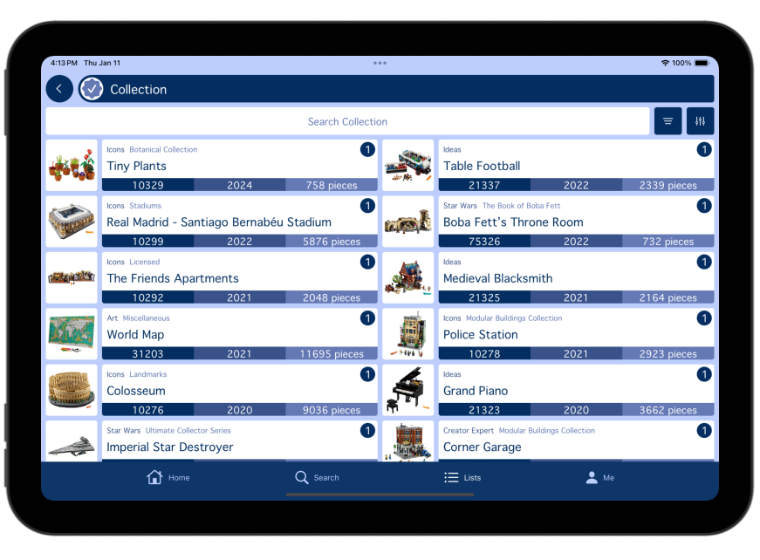 4:13 PM Thu Jan 11
100%
Collection
Search Collection
Icons Botanical Collection
1
Tiny Plants
10329 2024 758 pieces
Ideas
1
Table Football
21337 2022 2339 pieces
Icons Stadiums
1
Real Madrid - Santiago Bernabéu Stadium
10299 2022 5876 pieces
Star Wars The Book of Boba Fett
1
Boba Fett's Throne Room
75326 2022 732 pieces
Icons Licensed
1
The Friends Apartments
10292 2021 2048 pieces
Ideas
1
Medieval Blacksmith
21325 2021 2164 pieces
Art Miscellaneous
1
World Map
31203 2021 11695 pieces
Icons Modular Buildings Collection
1
Police Station
10278 2021 2923 pieces
Icons Landmarks
1
Colosseum
10276 2020 9036 pieces
Ideas
1
Grand Piano
21323 2020 3662 pieces
Star Wars Ultimate Collector Series
1
Imperial Star Destroyer
Creator Expert Modular Buildings Collection
1
Corner Garage
Home Search Lists Me